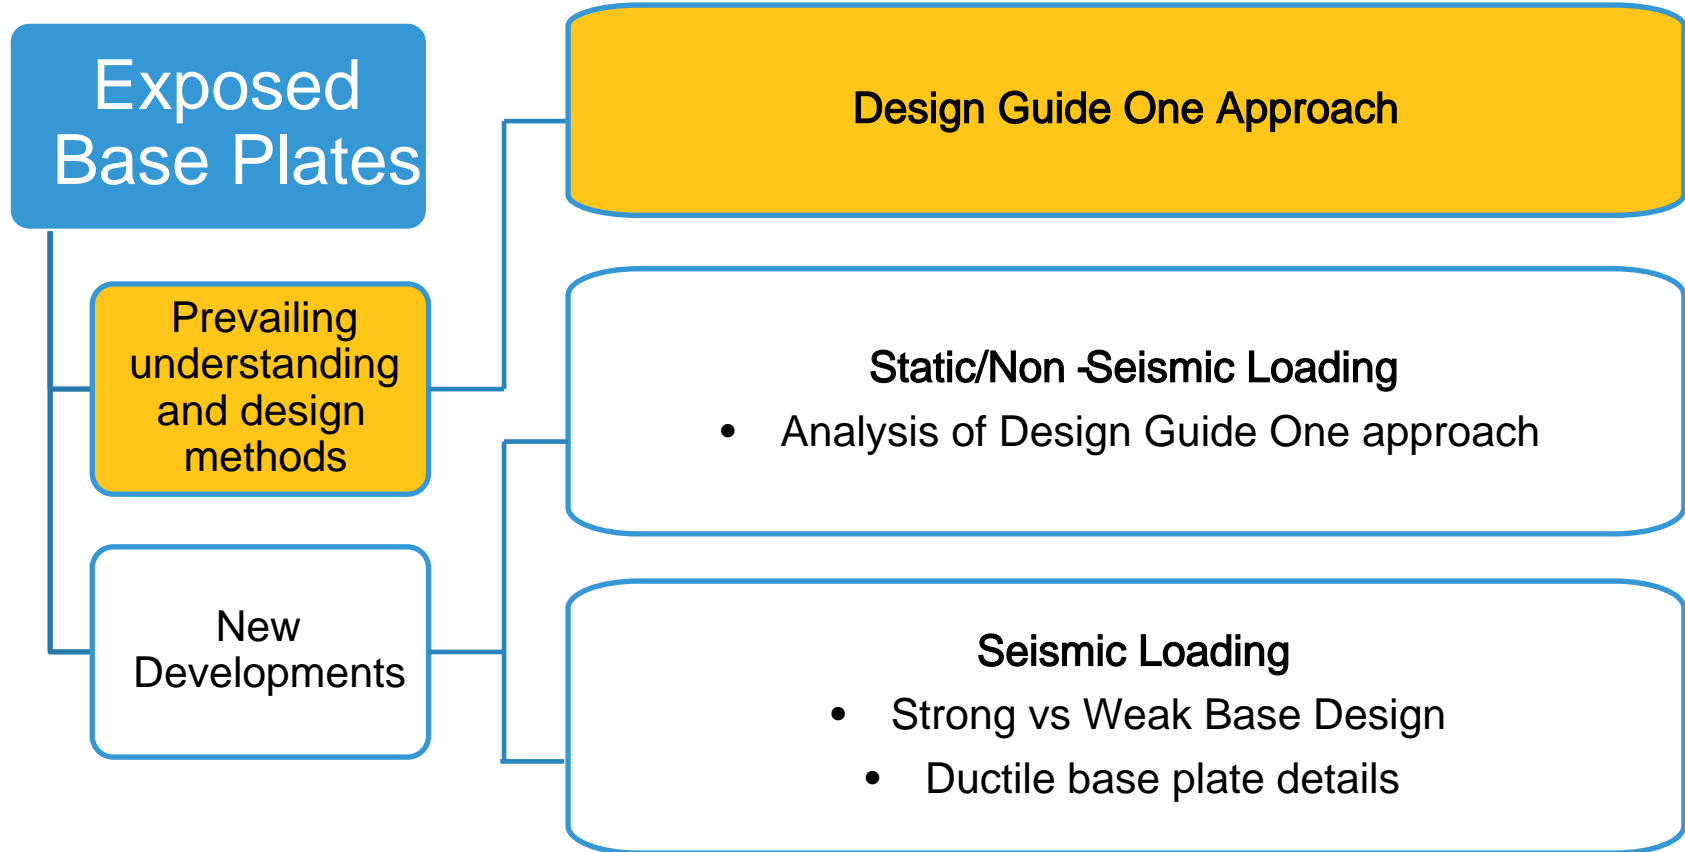 Exposed
Base Plates
Design Guide One Approach
Prevailing
understanding
and design
methods
Static/Non -Seismic Loading
• Analysis of Design Guide One approach
New
Developments
Seismic Loading
• Strong vs Weak Base Design
• Ductile base plate details